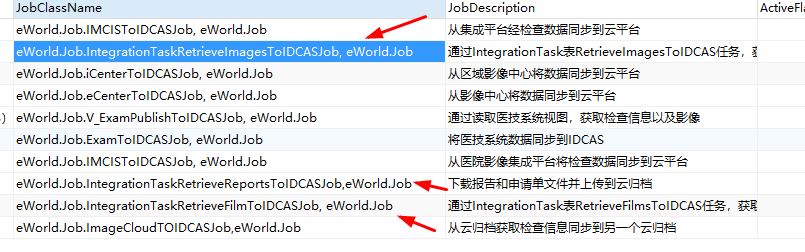 JobClassName JobDescription ActiveFl
eWorld.Job.IMCISToIDCASJob, eWorld.Job 从集成平台经检查数据同步到云平台
eWorld.Job.IntegrationTaskRetrieveImagesToIDCASJob, eWorld.Job 通过IntegrationTask表RetrieveImagesToIDCAS任务，获
eWorld.Job.iCenterToIDCASJob, eWorld.Job 从区域影像中心将数据同步到云平台
eWorld.Job.eCenterToIDCASJob, eWorld.Job 从影像中心将数据同步到云平台
S) eWorld.Job.V_ExamPublishToIDCASJob, eWorld.Job 通过读取医技系统视图，获取检查信息以及影像
eWorld.Job.ExamToIDCASJob, eWorld.Job 将医技系统数据同步到IDCAS
eWorld.Job.IMCISToIDCASJob, eWorld.Job 从医院影像集成平台将检查数据同步到云平台
eWorld.Job.IntegrationTaskRetrieveReportsToIDCASJob,eWorld.Job 下载报告和申请单文件并上传到云归档
eWorld.Job.IntegrationTaskRetrieveFilmToIDCASJob, eWorld.Job 通过IntegrationTask表RetrieveFilmsToIDCAS任务，获取
eWorld.Job.ImageCloudTOIDCASJob,eWorld.Job 从云归档获取检查信息同步到另一个云归档